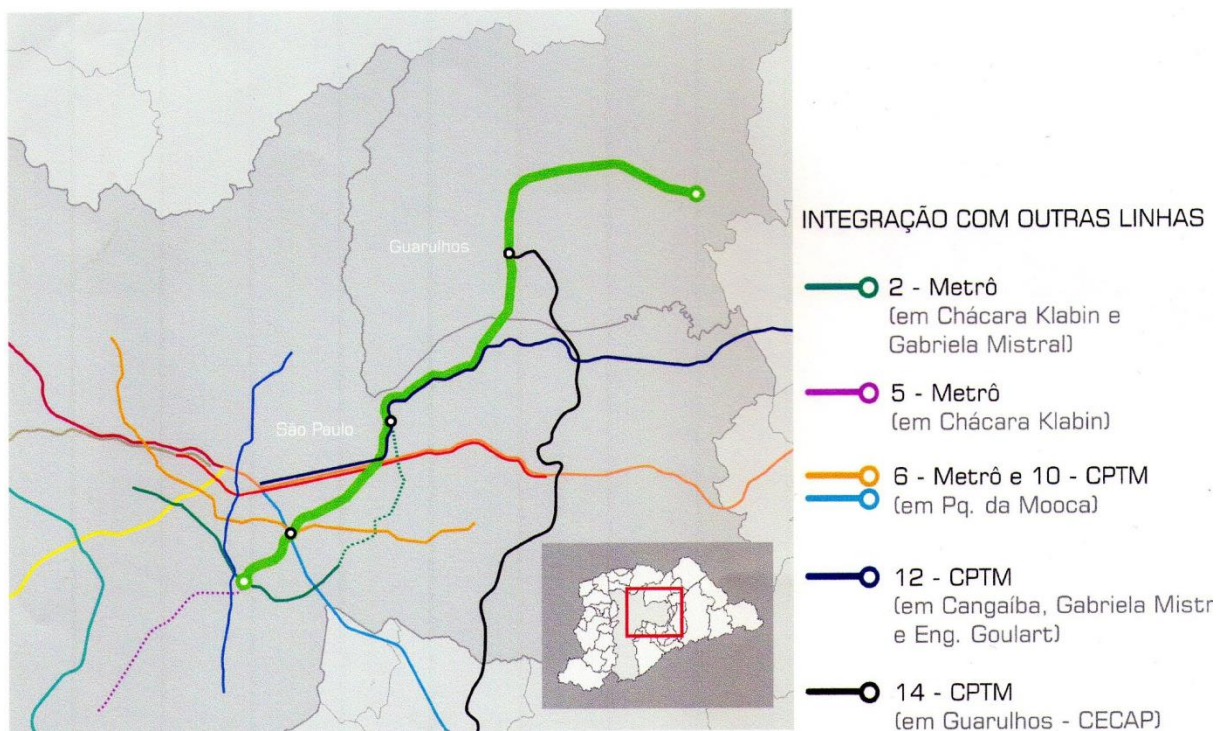 Guarulhos
São Paulo
INTEGRAÇÃO COM OUTRAS LINHAS
2 - Metrô
(em Chácara Klabin e
Gabriela Mistral)
5 - Metrô
(em Chácara Klabin)
6 - Metrô e 10 - CPTM
(em Pq. da Mooca)
12 - CPTM
(em Cangaíba, Gabriela Mistr
e Eng. Goulart)
14 - CPTM
(em Guarulhos - CECAP)